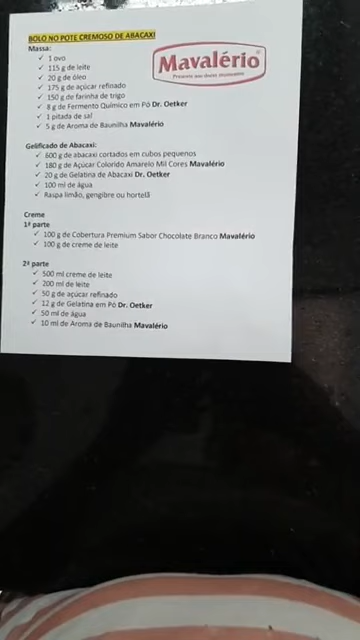 BOLO NO POTE CREMOSO DE ABACAXI
Mavalério
Massa:
✓ 1 ovo
✓ 115 g de leite
✓ 20 g de óleo
✓ 175 g de açúcar refinado
✓ 150 g de farinha de trigo
✓ 8 g de Fermento Químico em Pó Dr. Oetker
✓ 1 pitada de sal
✓ 5 g de Aroma de Baunilha Mavalério
Gelificado de Abacaxi:
✓ 600 g de abacaxi cortados em cubos pequenos
✓ 180 g de Açúcar Colorido Amarelo Mil Cores Mavalério
✓ 20 g de Gelatina de Abacaxi Dr. Oetker
✓ 100 ml de água
✓ Raspa limão, gengibre ou hortelã
Creme
1ª parte
✓ 100 g de Cobertura Premium Sabor Chocolate Branco Mavalério
✓ 100 g de creme de leite
2ª parte
✓ 500 ml creme de leite
✓ 200 ml de leite
✓ 50 g de açúcar refinado
✓ 12 g de Gelatina em Pó Dr. Oetker
✓ 50 ml de água
✓ 10 ml de Aroma de Baunilha Mavalério